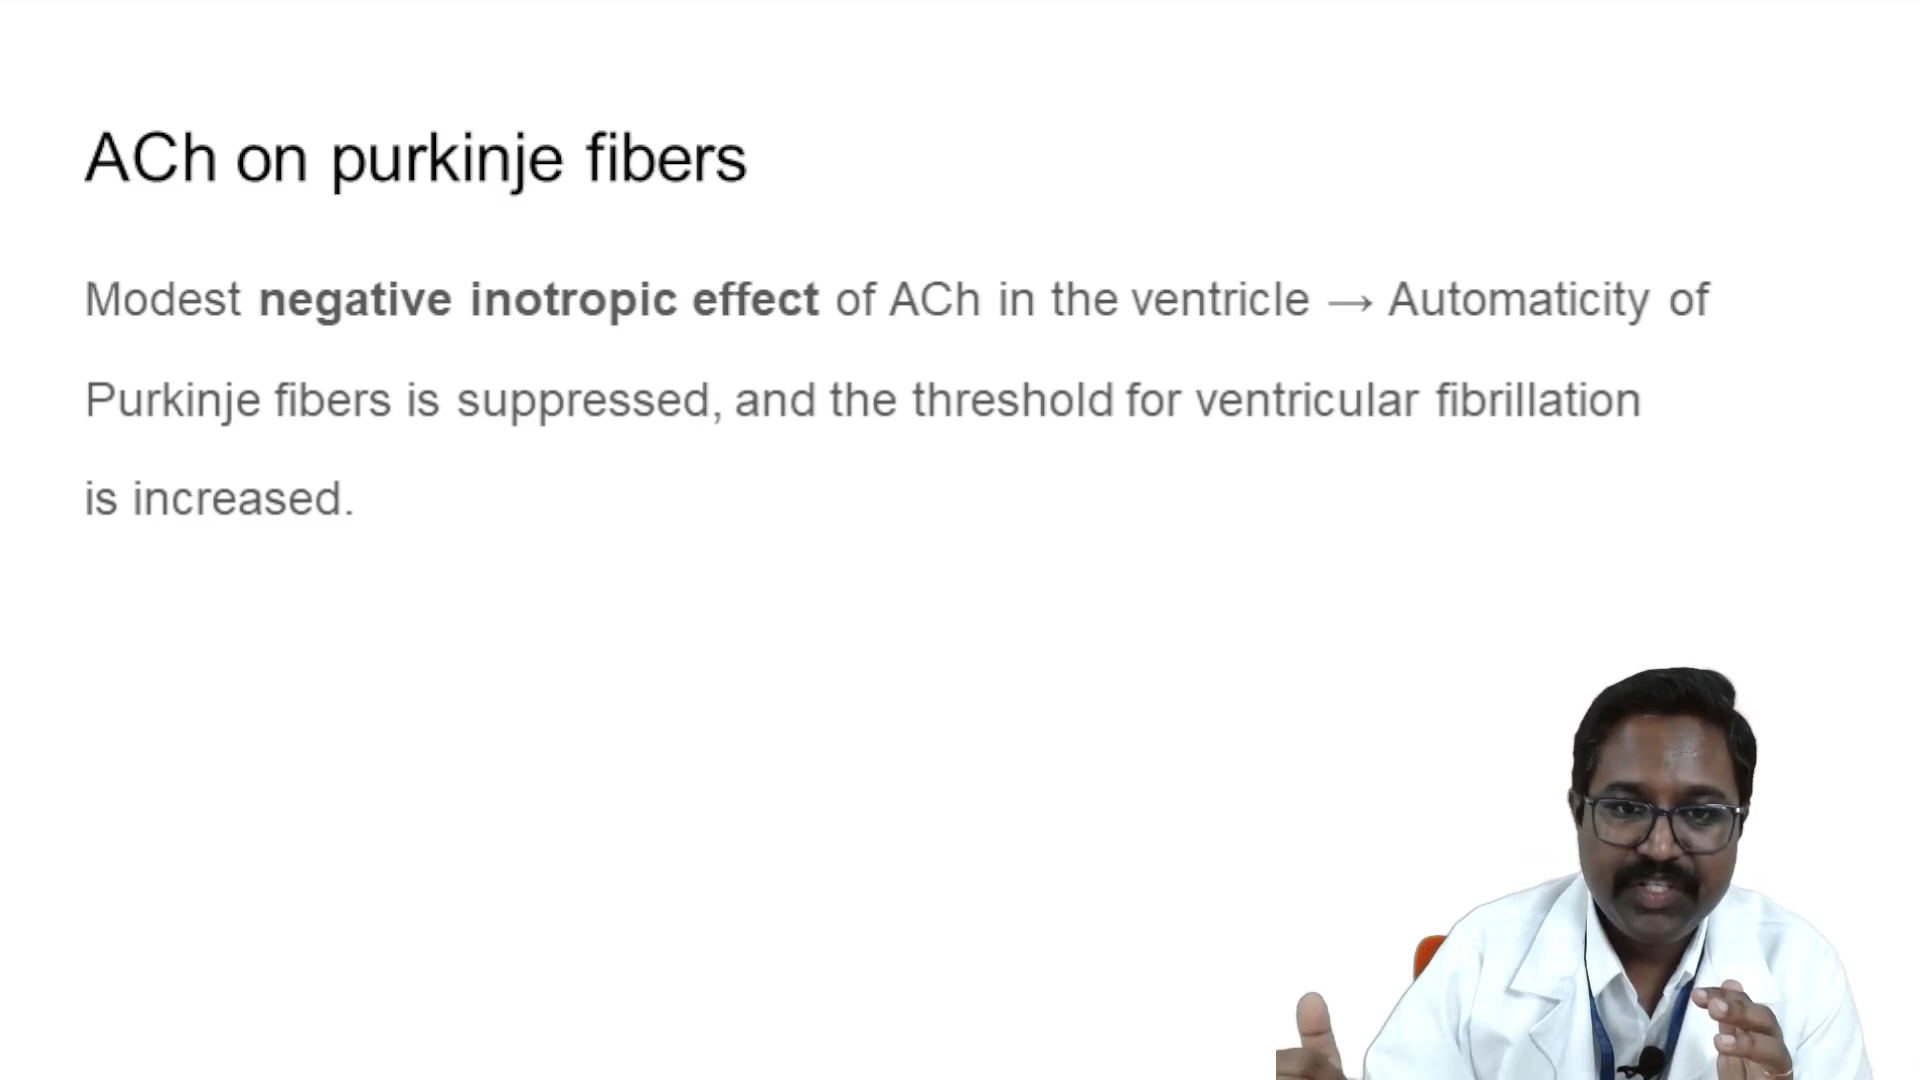 ACh on purkinje fibers
Modest negative inotropic effect of ACh in the ventricle → Automaticity of
Purkinje fibers is suppressed, and the threshold for ventricular fibrillation
is increased.